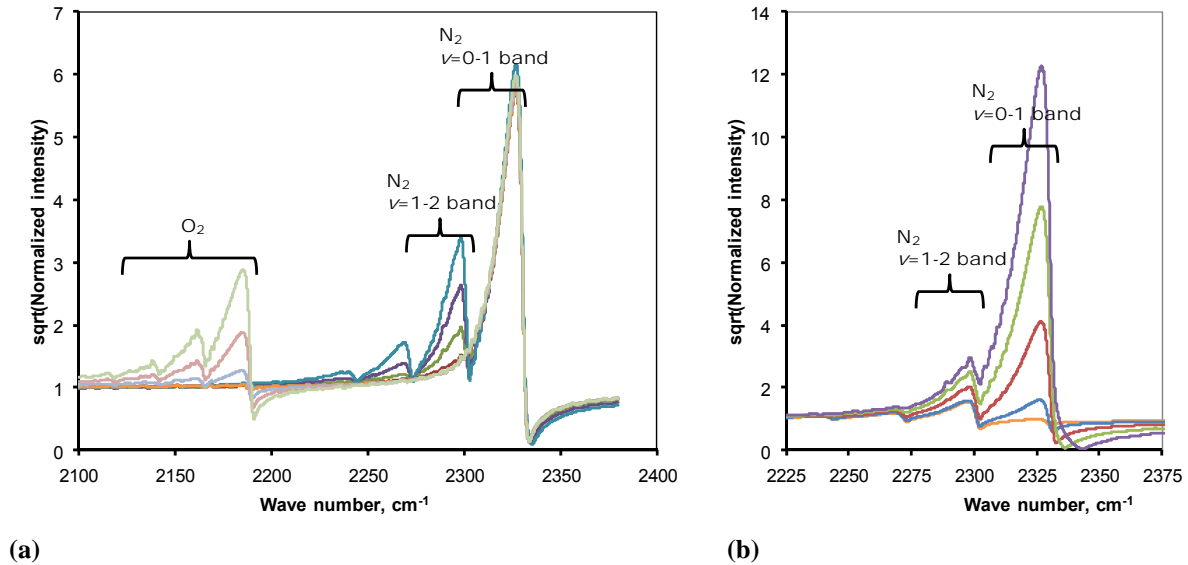 7
6
5
4
3
2
1
0
sqrt(Normalized intensity)
2100
2150
2200
2250
2300
2350
2400
Wave number, cm⁻¹
O₂
N₂
v=1-2 band
N₂
v=0-1 band
(a)
14
12
10
8
6
4
2
0
sqrt(Normalized intensity)
2225
2250
2275
2300
2325
2350
2375
Wave number, cm⁻¹
N₂
v=0-1 band
N₂
v=1-2 band
(b)